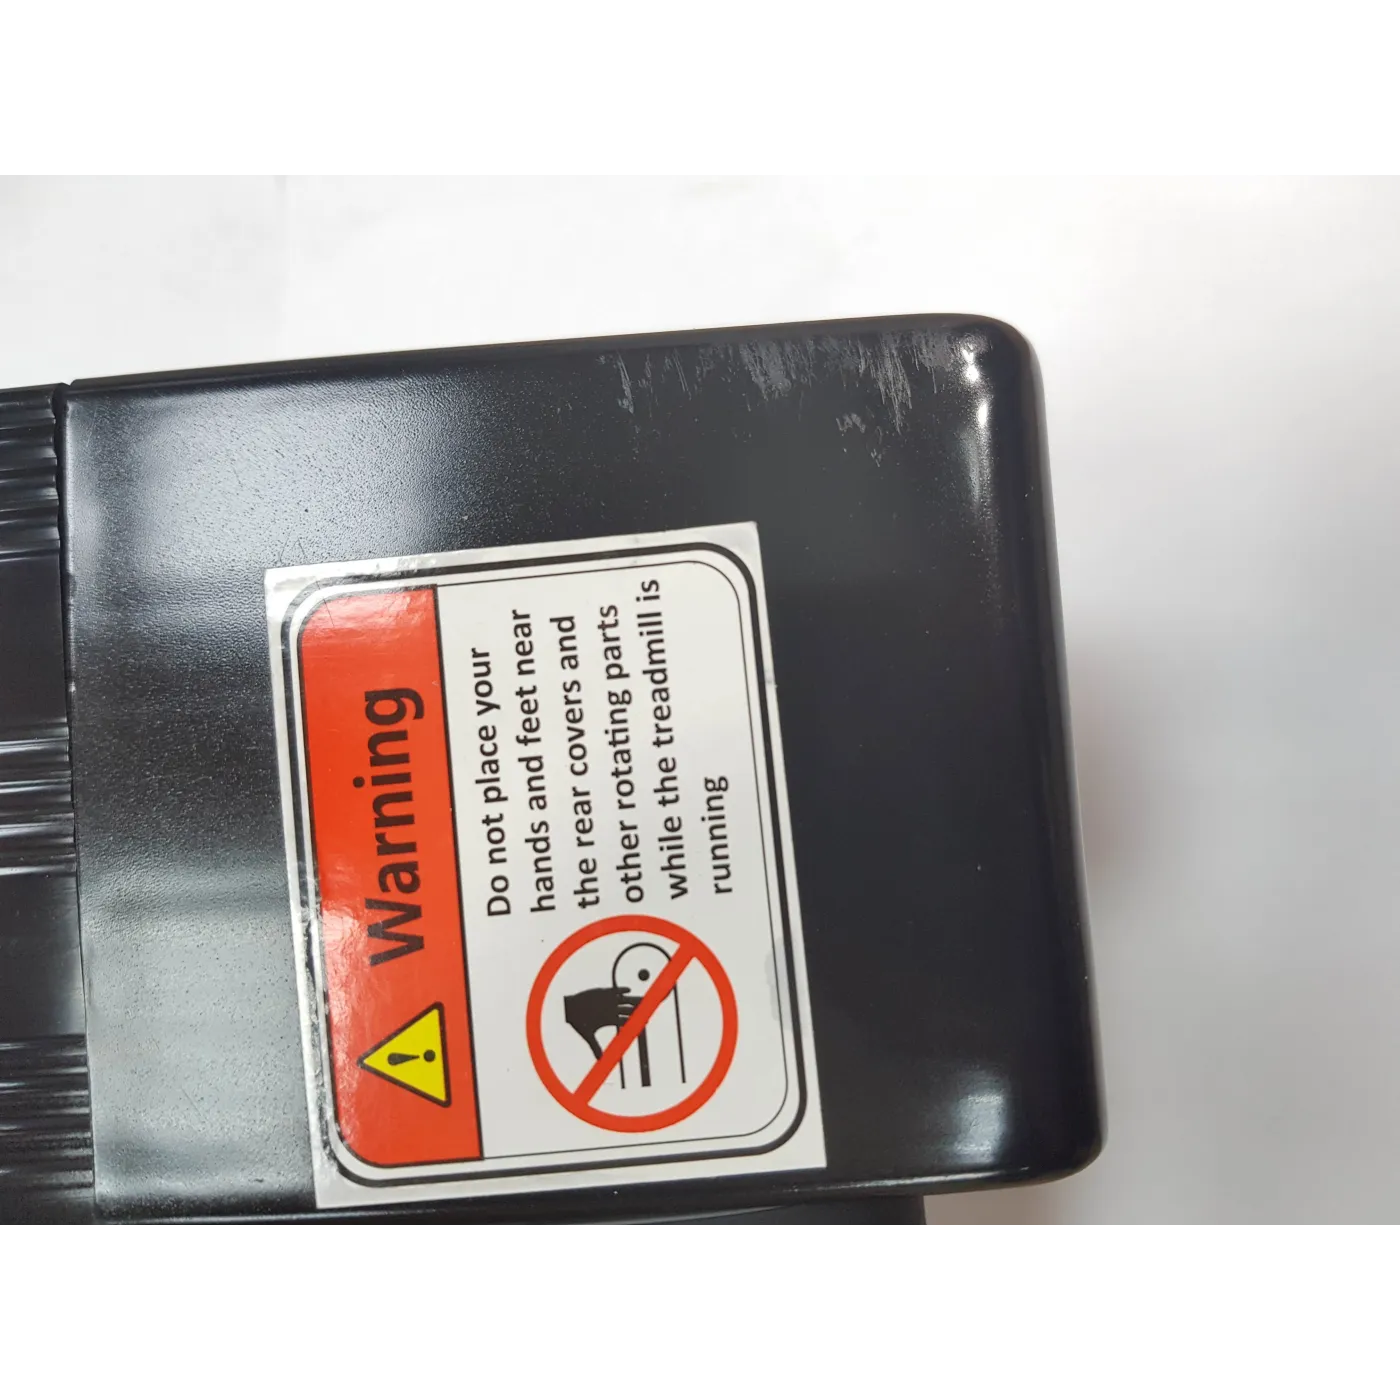 Warning
Do not place your
hands and feet near
the rear covers and
other rotating parts
while the treadmill is
running